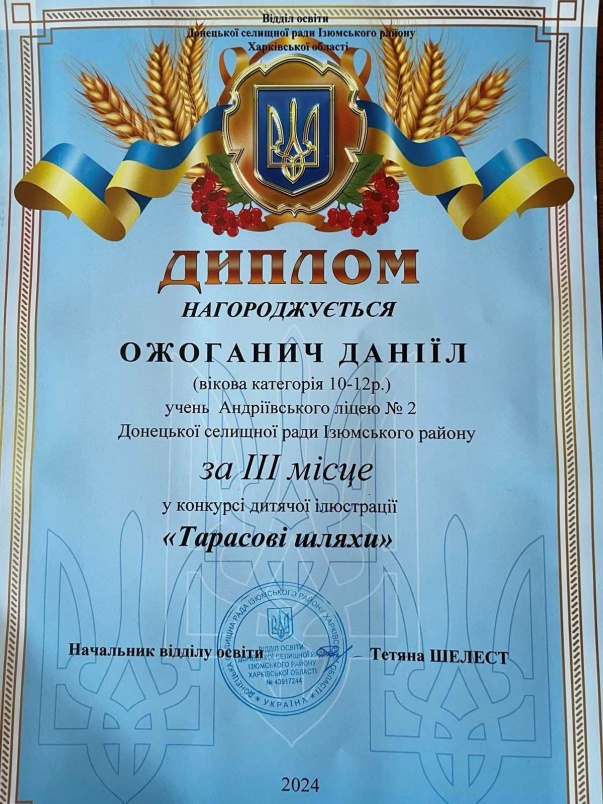 Відділ освіти
Донецької селищної ради Ізюмського району
Харківської області
ДИПЛОМ
НАГОРОДЖУЄТЬСЯ
ОЖОГАНИЧ ДАНІЇЛ
(вікова категорія 10-12р.)
учень Андріївського ліцею № 2
Донецької селищної ради Ізюмського району
за ІІІ місце
у конкурсі дитячої ілюстрації
«Тарасові шляхи»
Начальник відділу освіти
Тетяна ШЕЛЕСТ
ВІДДІЛ ОСВІТИ
ДОНЕЦЬКОЇ СЕЛИЩНОЇ РАДИ
ІЗЮМСЬКОГО РАЙОНУ
ХАРКІВСЬКОЇ ОБЛАСТІ
№ 43917244
УКРАЇНА
2024